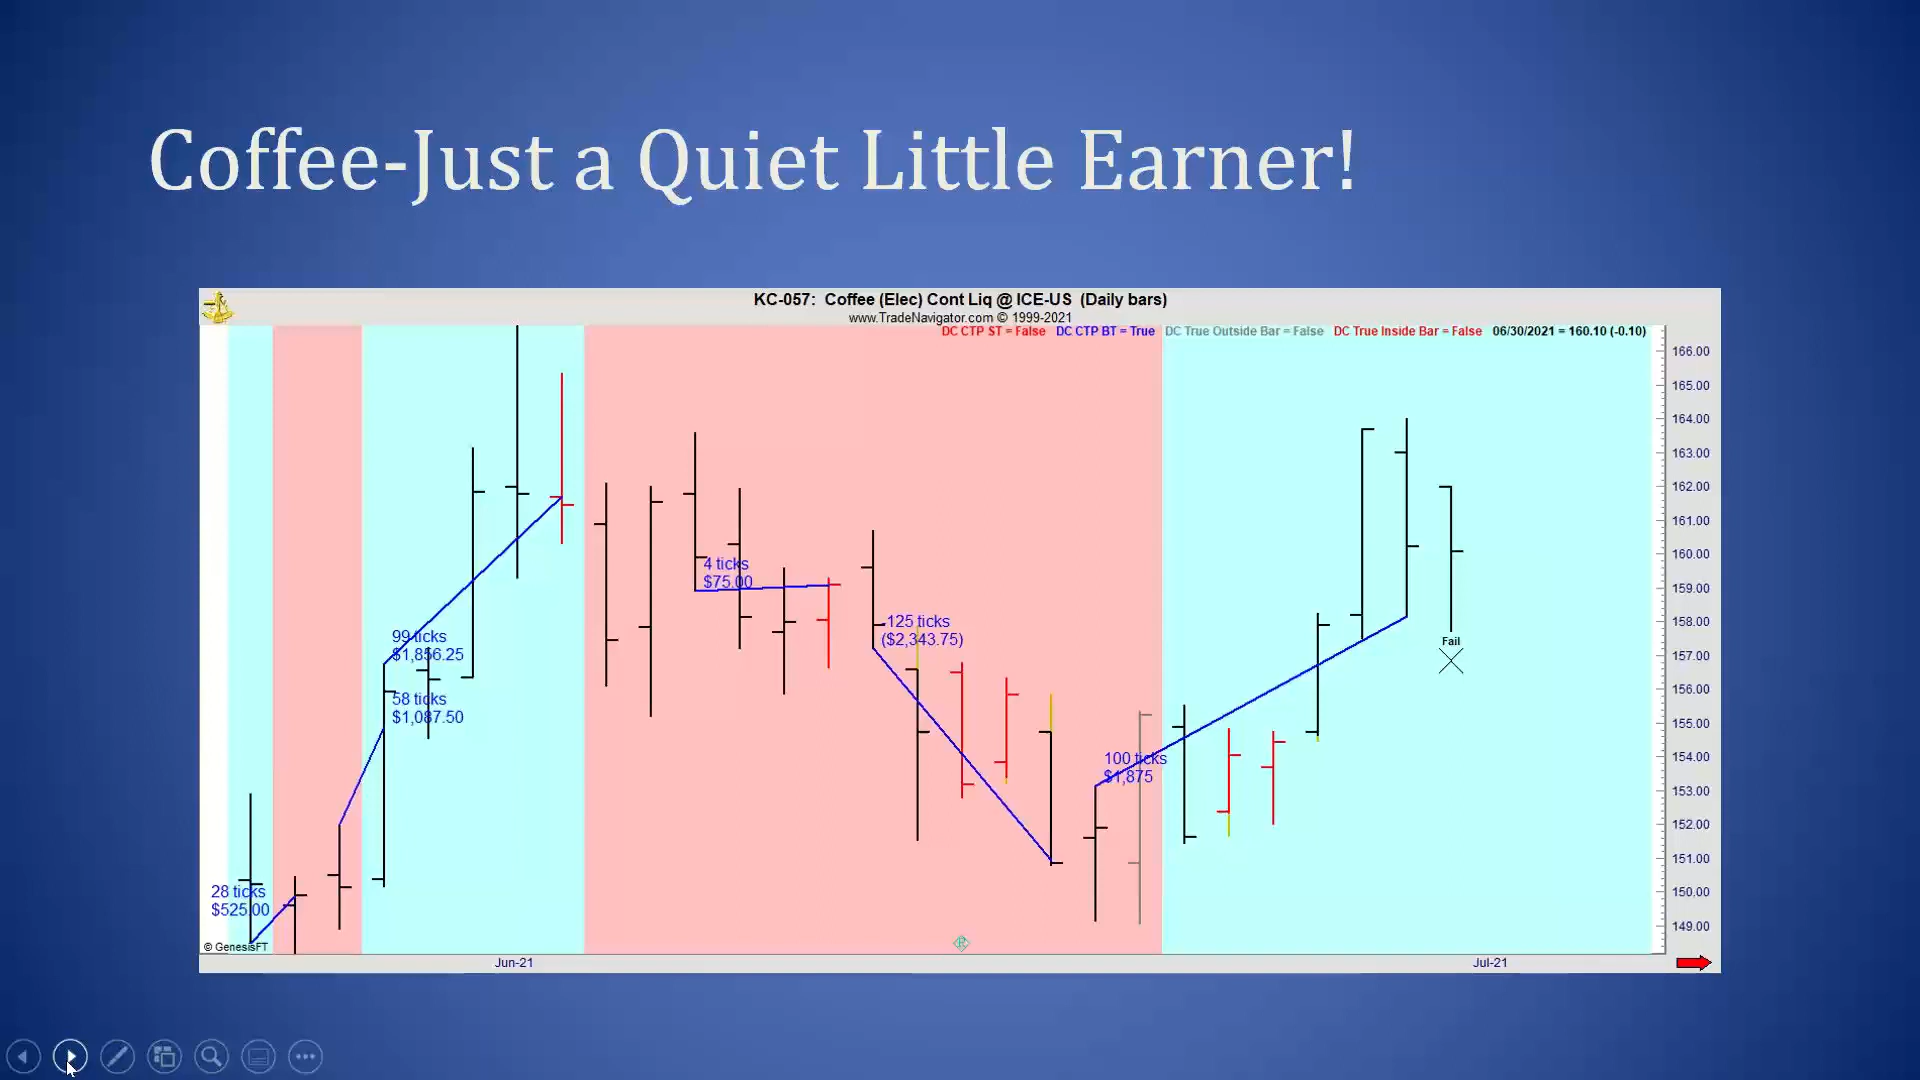 Coffee-Just a Quiet Little Earner!
KC-057: Coffee (Elec) Cont Liq @ ICE-US (Daily bars)
www.TradeNavigator.com © 1999-2021
DC CTP ST = False DC CTP BT = True DC True Outside Bar = False DC True Inside Bar = False 06/30/2021 = 160.10 (-0.10)
166.00
165.00
164.00
163.00
162.00
161.00
160.00
159.00
158.00
157.00
156.00
155.00
154.00
153.00
152.00
151.00
150.00
149.00
4 ticks
$75.00
-125 ticks
($2,343.75)
99 ticks
$1,856.25
58 ticks
$1,087.50
Fail
100 ticks
$1,875
28 ticks
$525.00
© GenesisFT
R
Jun-21
Jul-21